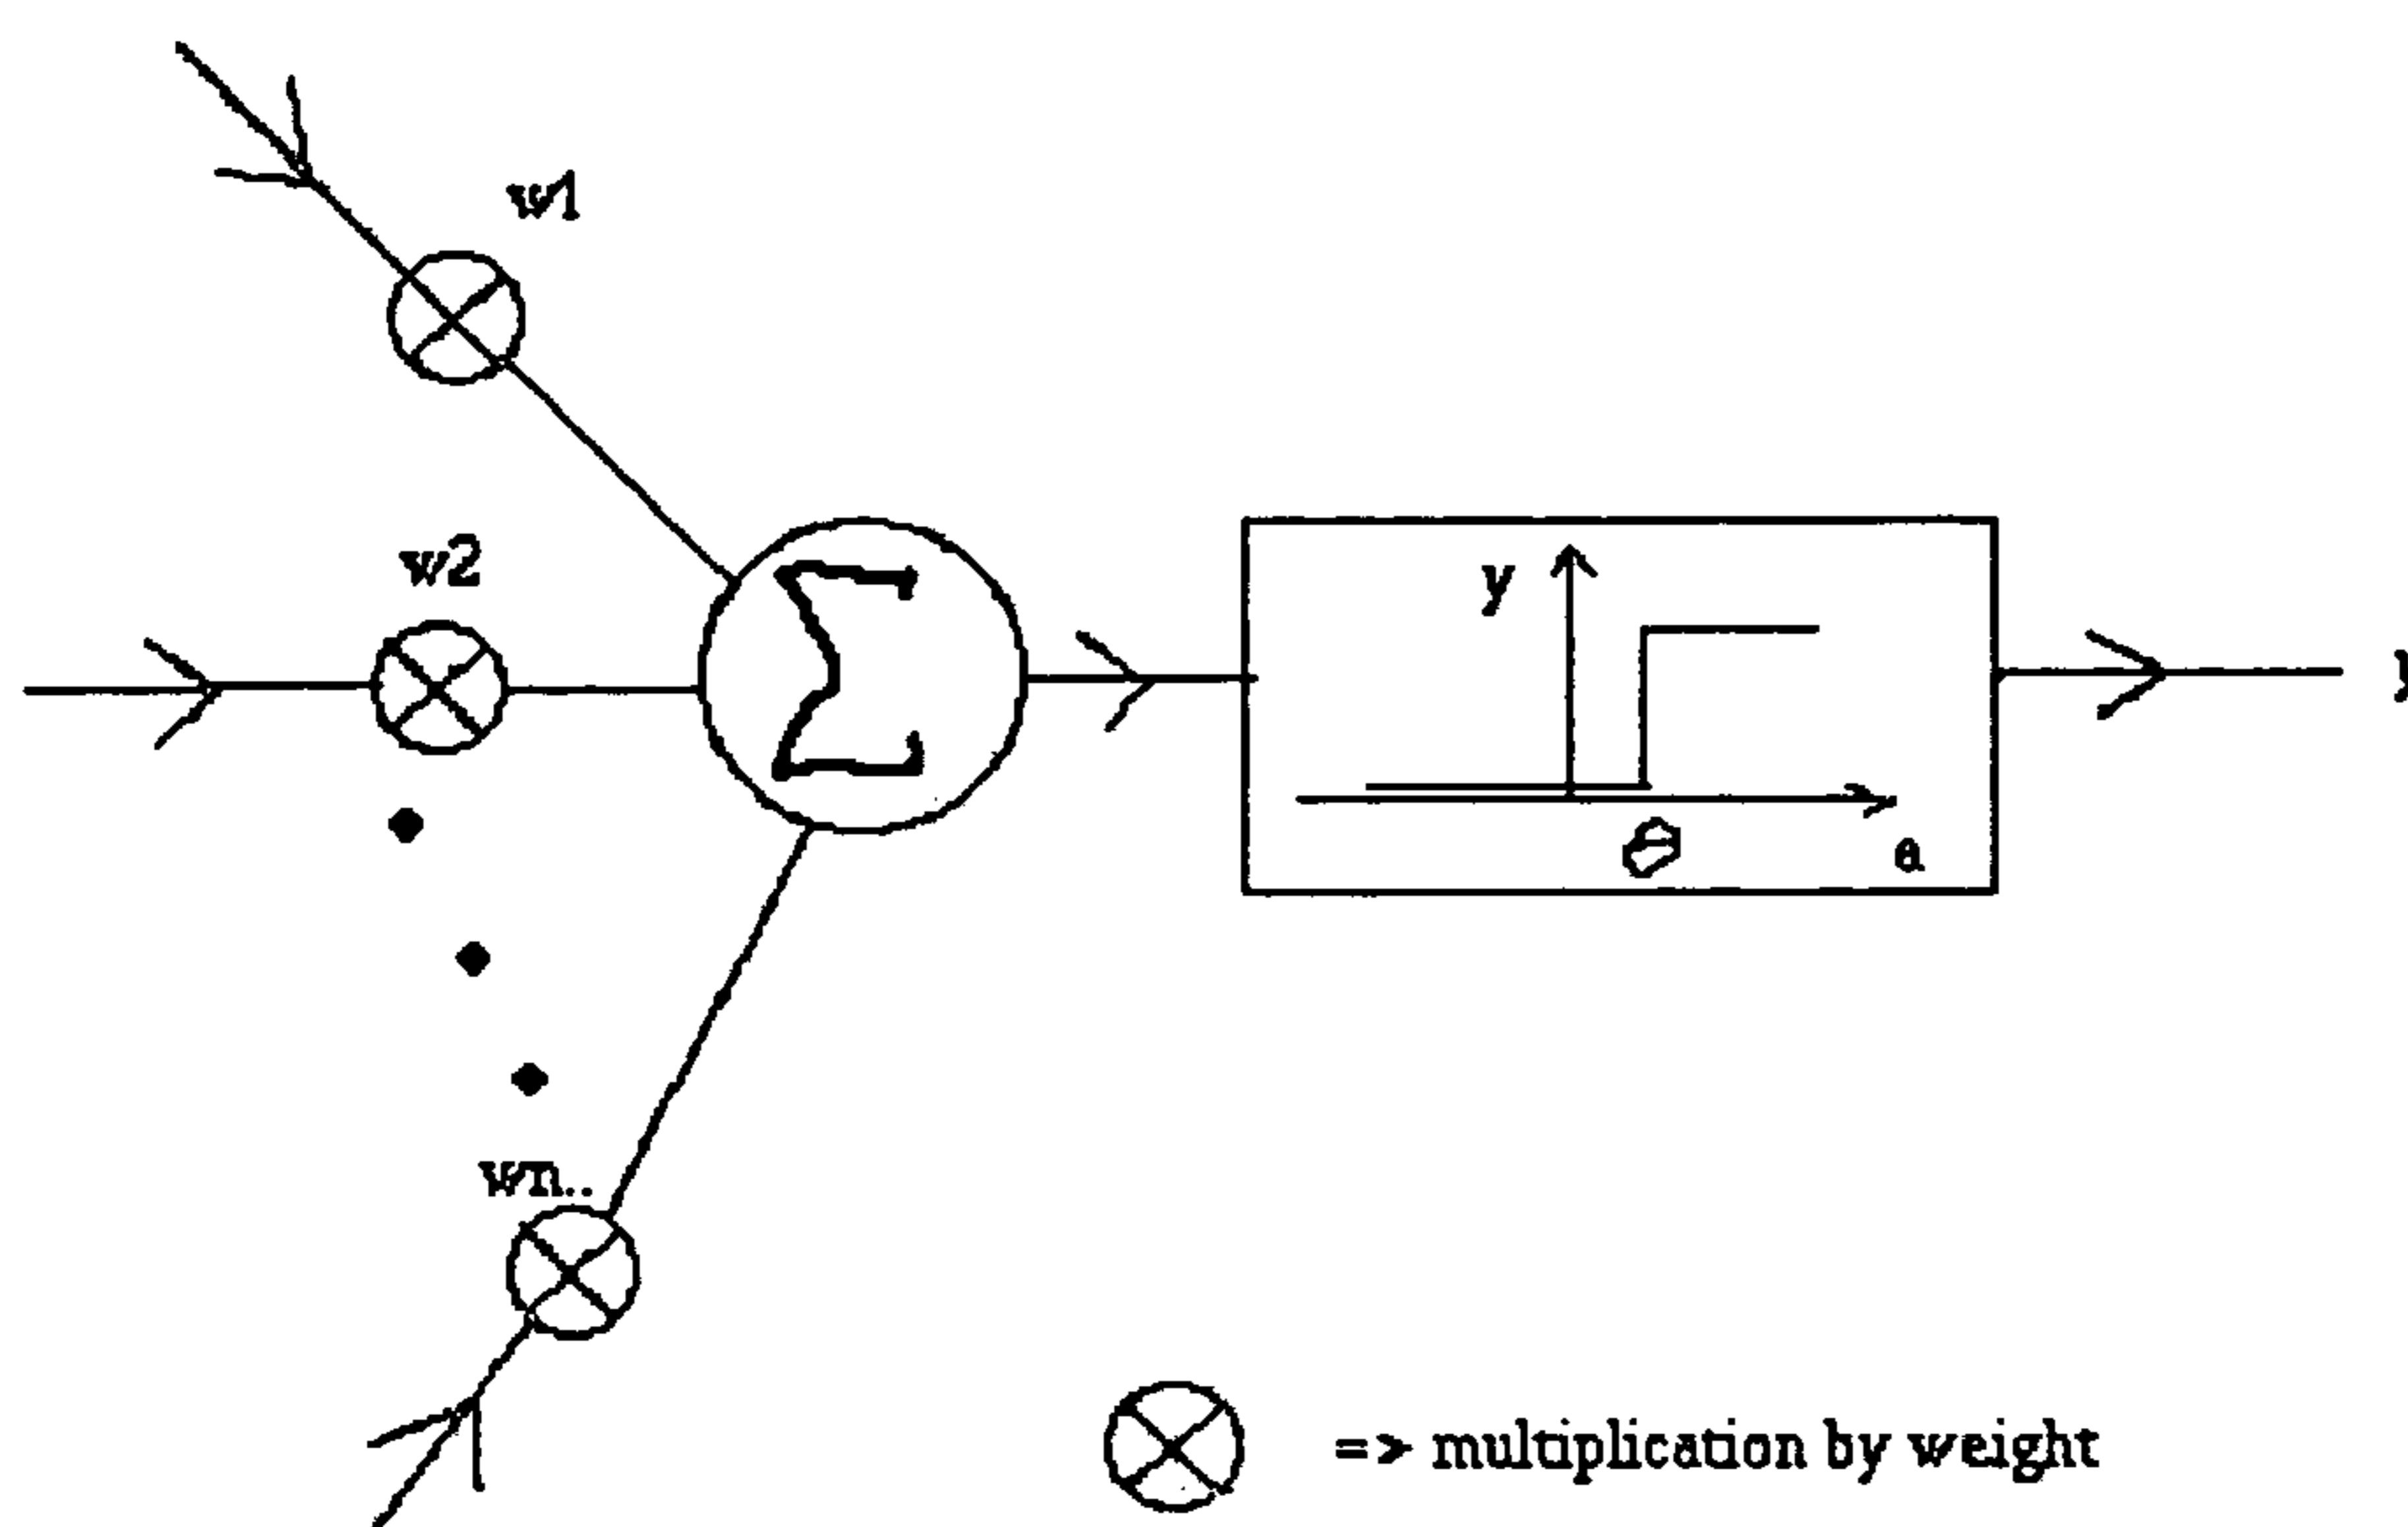 w1
w2
Σ
y
θ
a
wn..
=> multiplication by weight